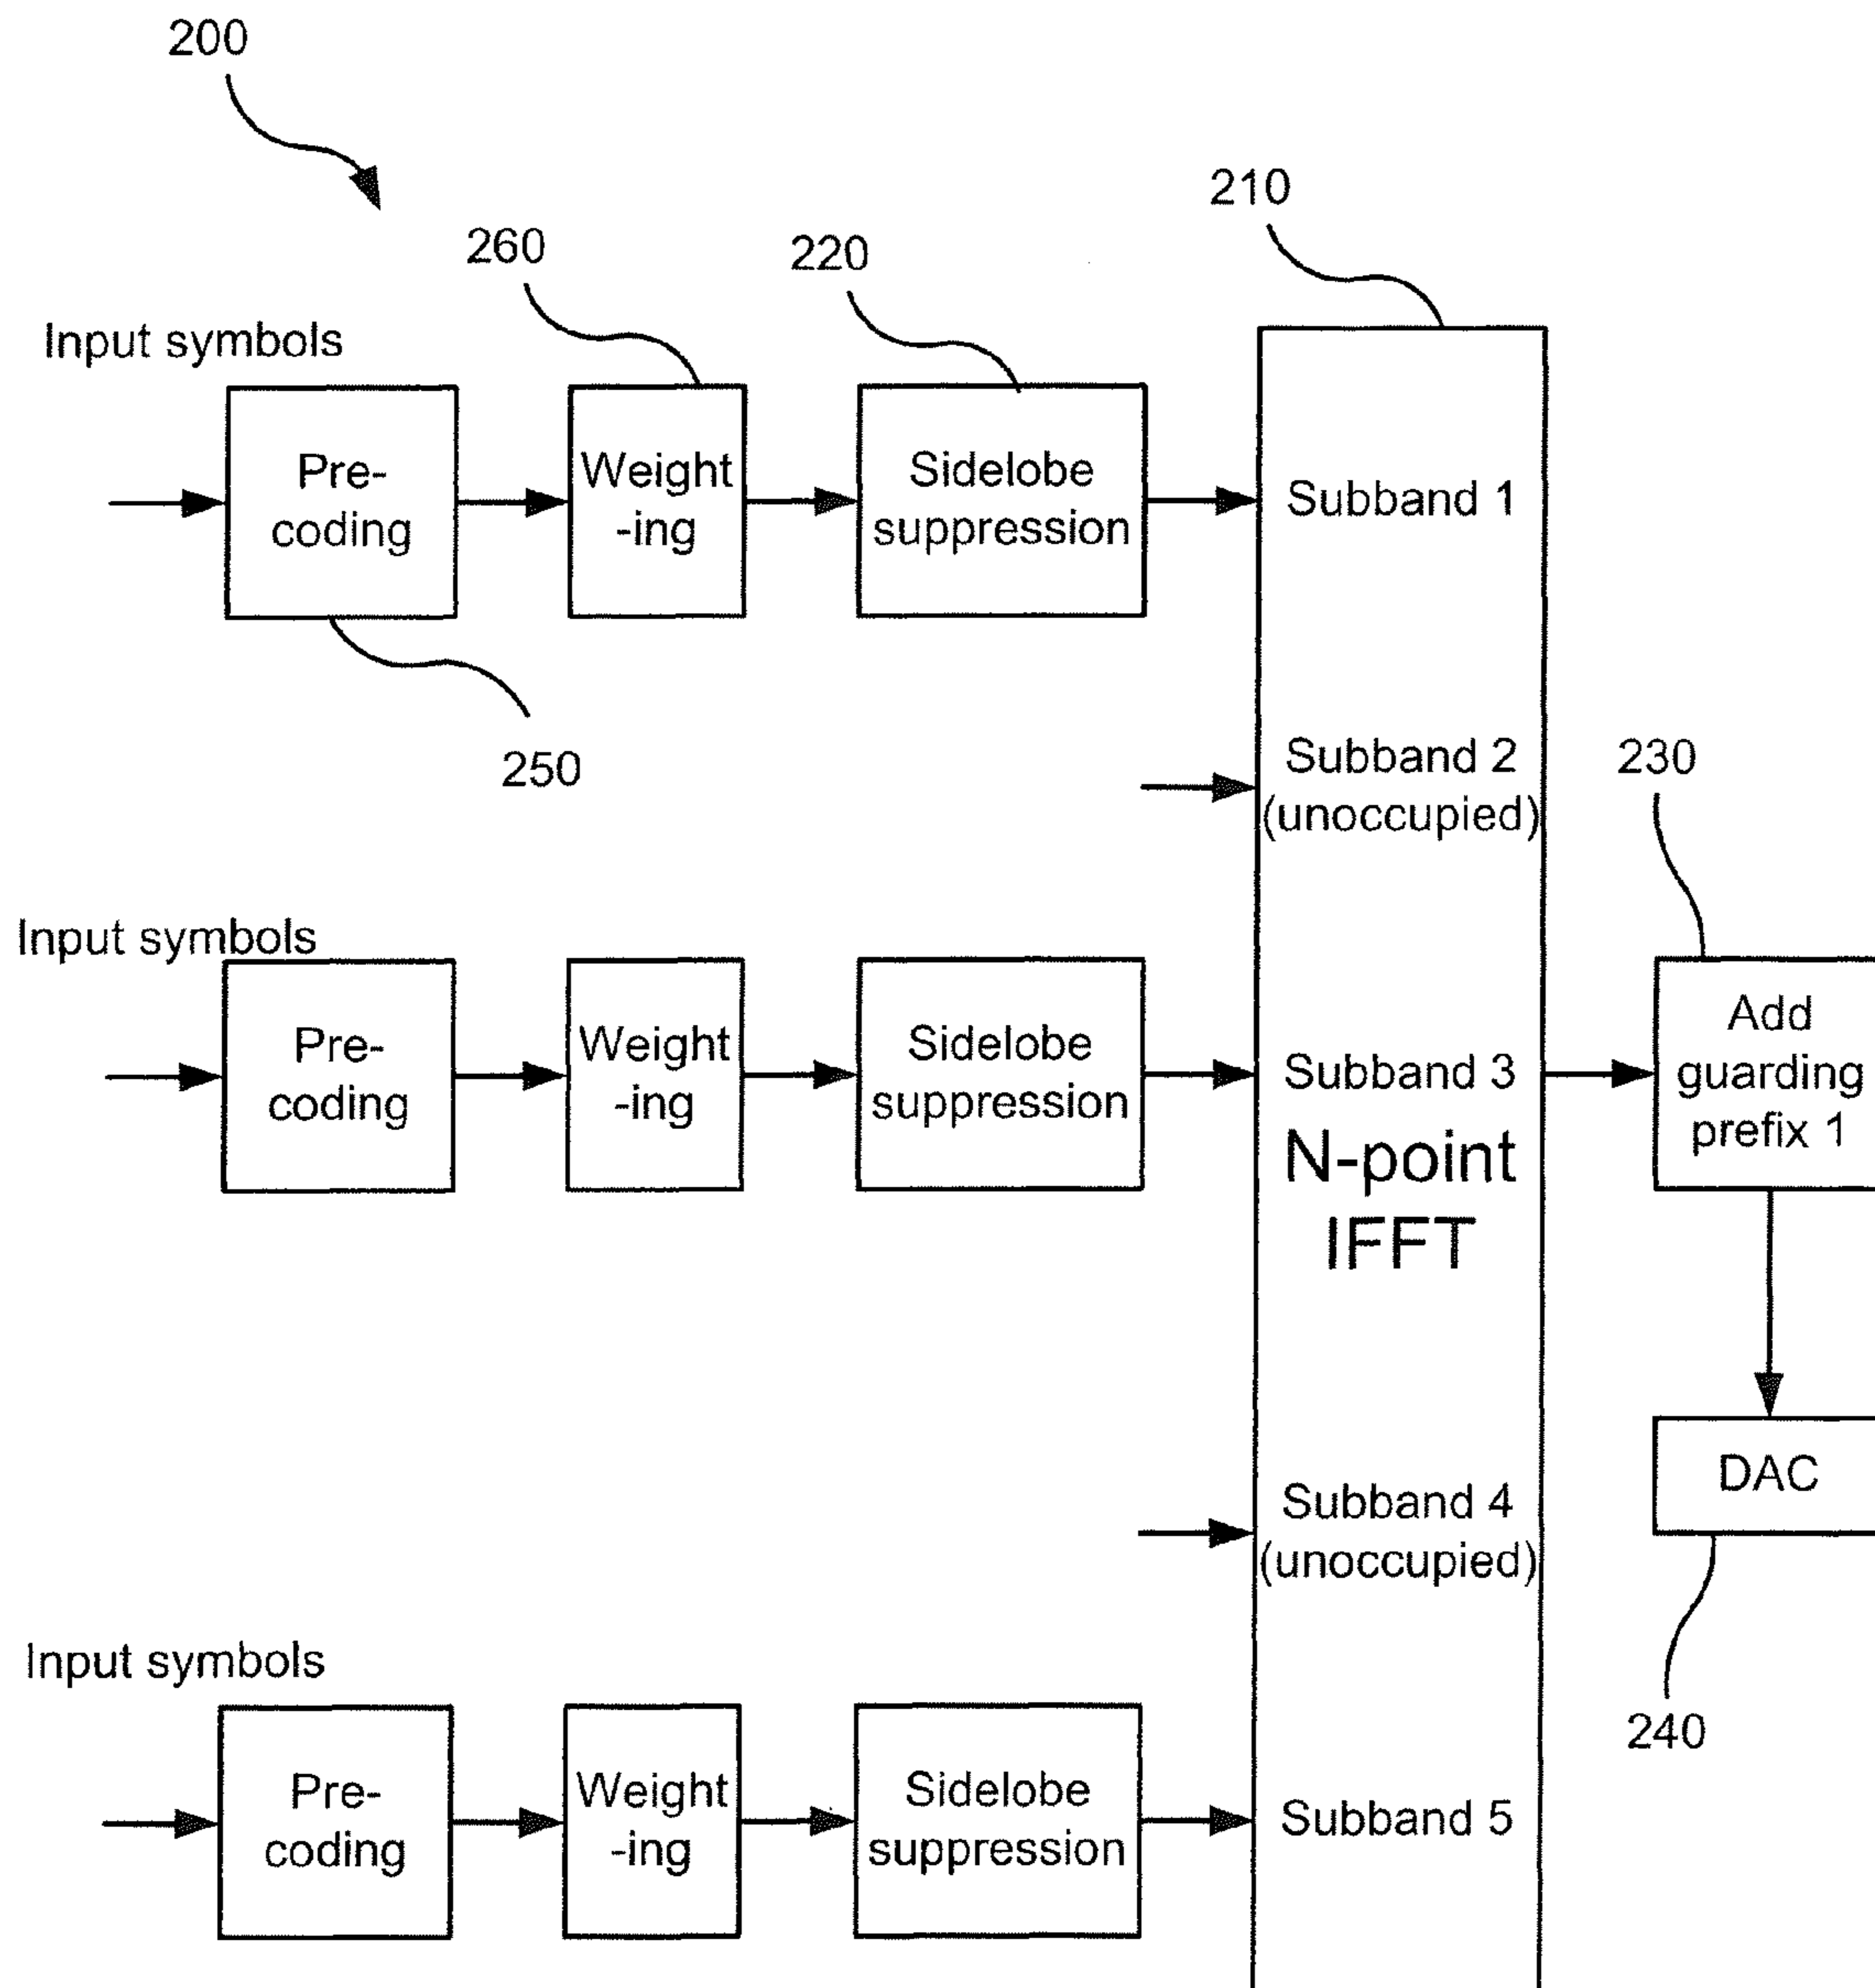 200
210
260
220
Input symbols
Pre-
coding
Weight
-ing
Sidelobe
suppression
Subband 1
250
Subband 2
(unoccupied)
230
Input symbols
Pre-
coding
Weight
-ing
Sidelobe
suppression
Subband 3
N-point
IFFT
Add
guarding
prefix 1
Subband 4
(unoccupied)
DAC
240
Input symbols
Pre-
coding
Weight
-ing
Sidelobe
suppression
Subband 5